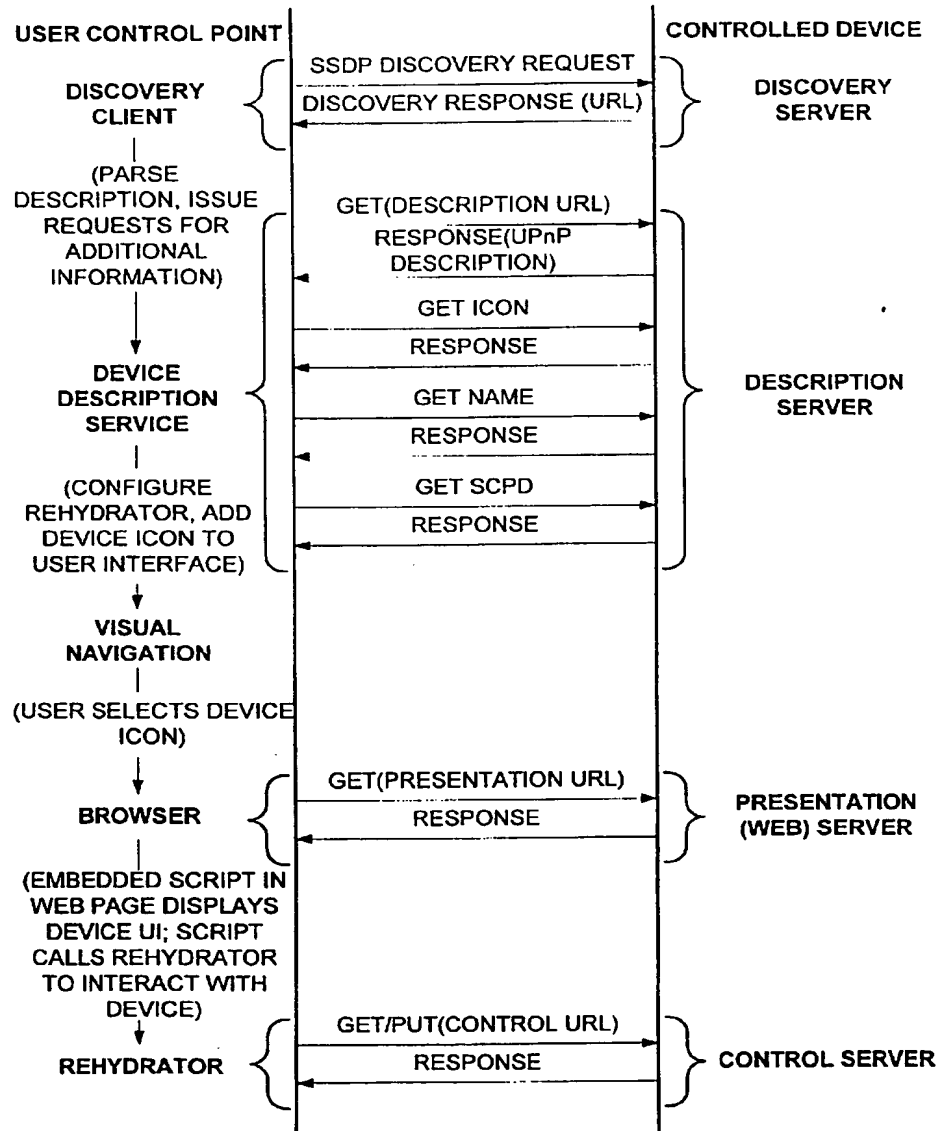 USER CONTROL POINT
CONTROLLED DEVICE
SSDP DISCOVERY REQUEST
DISCOVERY RESPONSE (URL)
DISCOVERY
CLIENT
DISCOVERY
SERVER
(PARSE
DESCRIPTION, ISSUE
REQUESTS FOR
ADDITIONAL
INFORMATION)
GET(DESCRIPTION URL)
RESPONSE(UPnP
DESCRIPTION)
GET ICON
RESPONSE
GET NAME
RESPONSE
GET SCPD
RESPONSE
DEVICE
DESCRIPTION
SERVICE
DESCRIPTION
SERVER
(CONFIGURE
REHYDRATOR, ADD
DEVICE ICON TO
USER INTERFACE)
VISUAL
NAVIGATION
(USER SELECTS DEVICE
ICON)
BROWSER
GET(PRESENTATION URL)
RESPONSE
PRESENTATION
(WEB) SERVER
(EMBEDDED SCRIPT IN
WEB PAGE DISPLAYS
DEVICE UI; SCRIPT
CALLS REHYDRATOR
TO INTERACT WITH
DEVICE)
REHYDRATOR
GET/PUT(CONTROL URL)
RESPONSE
CONTROL SERVER